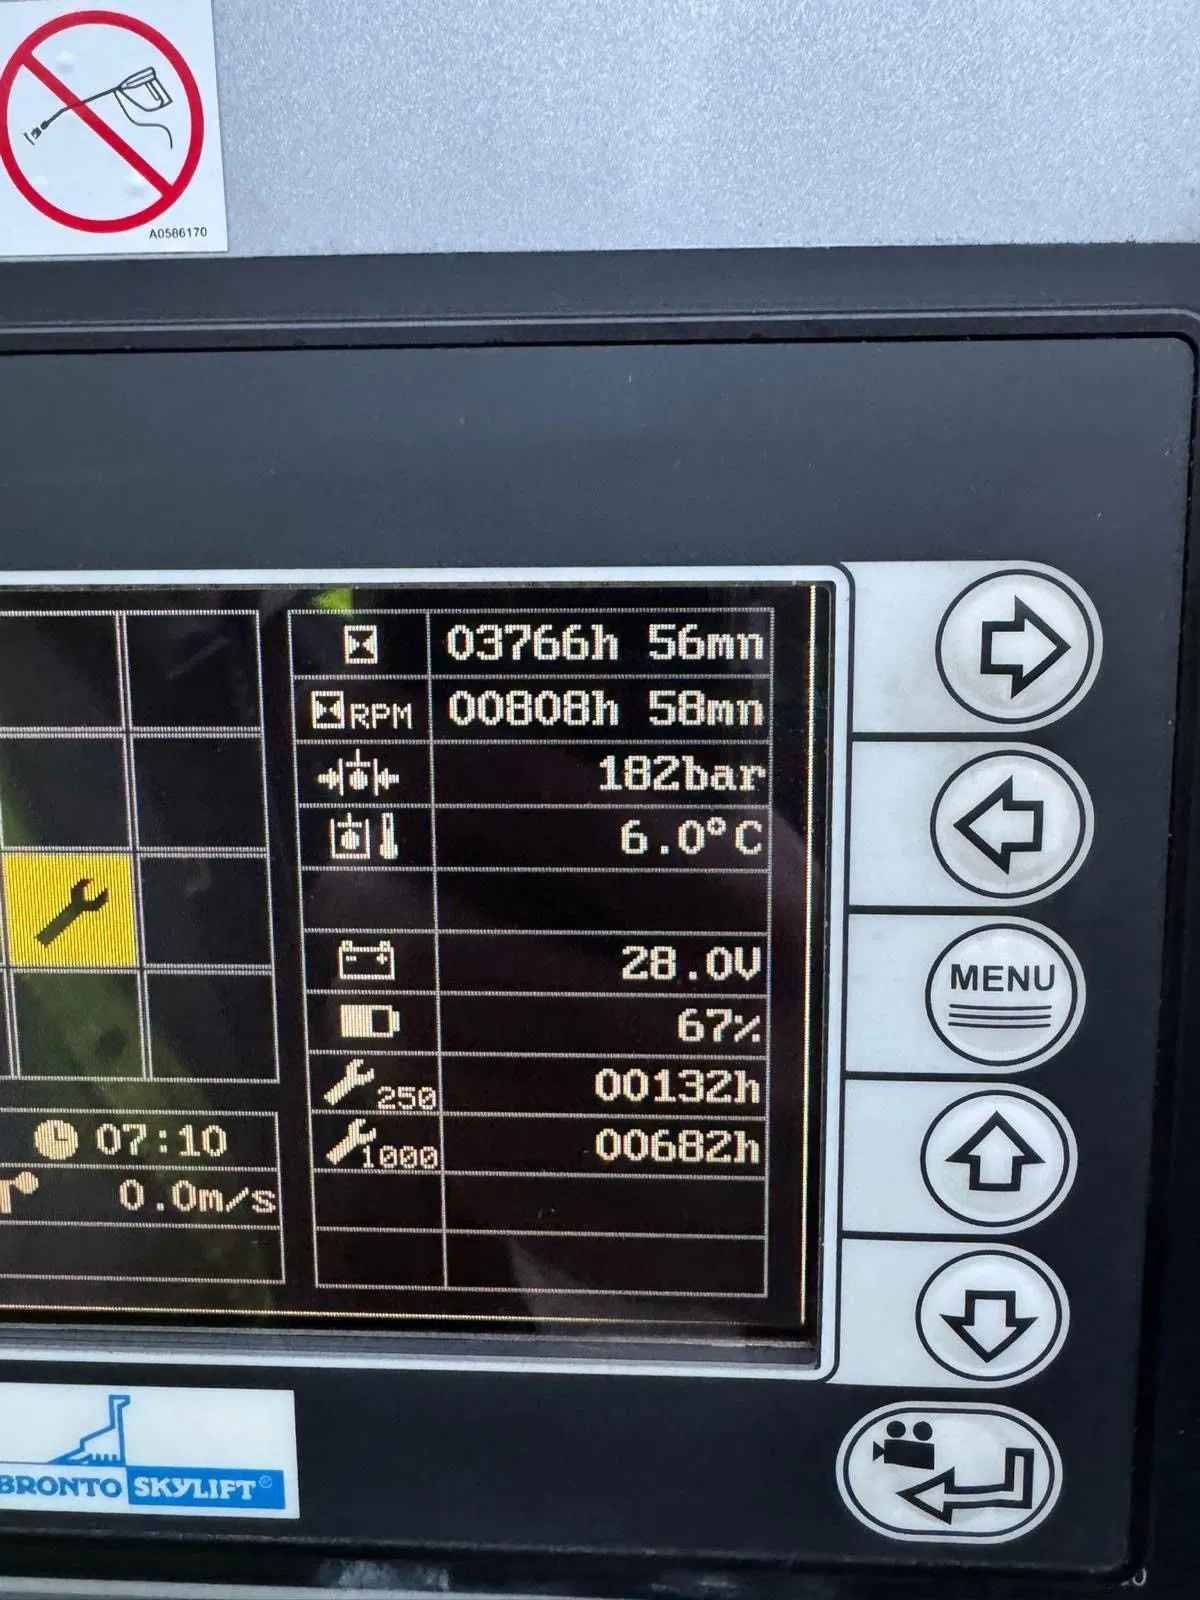 A0586170
03766h 56mn
RPM 00808h 58mn
182bar
6.0°C
28.0V
67%
250 00132h
1000 00682h
07:10
0.0m/s
MENU
BRONTO SKYLIFT®